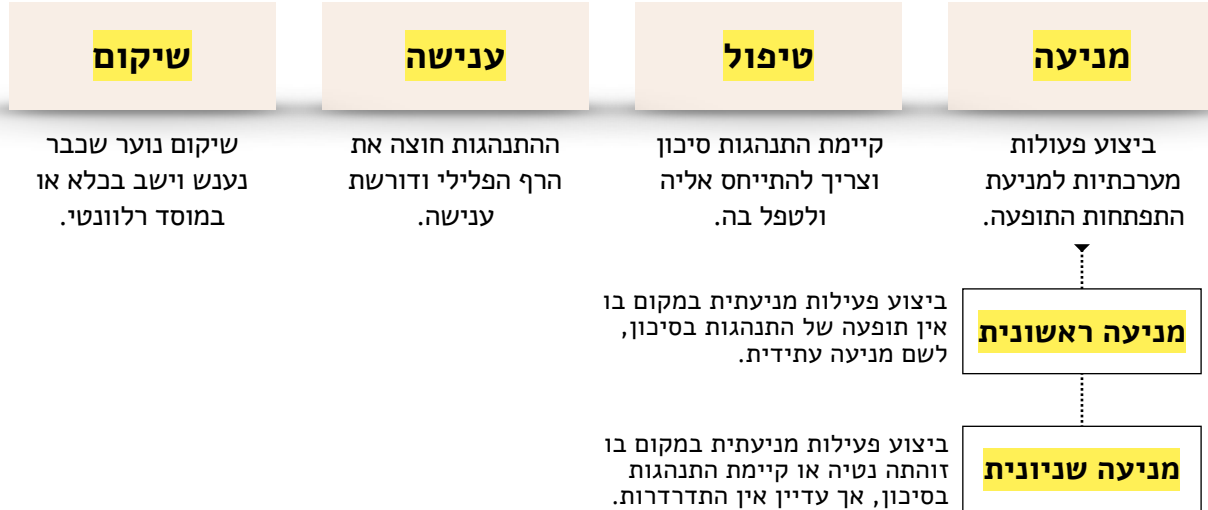 מניעה
ביצוע פעולות
מערכתיות למניעת
התפתחות התופעה.
טיפול
קיימת התנהגות סיכון
וצריך להתייחס אליה
ולטפל בה.
ענישה
ההתנהגות חוצה את
הרף הפלילי ודורשת
ענישה.
שיקום
שיקום נוער שכבר
נענש וישב בכלא או
במוסד רלוונטי.
מניעה ראשונית
ביצוע פעילות מניעתית במקום בו
אין תופעה של התנהגות בסיכון,
לשם מניעה עתידית.
מניעה שניונית
ביצוע פעילות מניעתית במקום בו
זוהתה נטיה או קיימת התנהגות
בסיכון, אך עדיין אין התדרדרות.